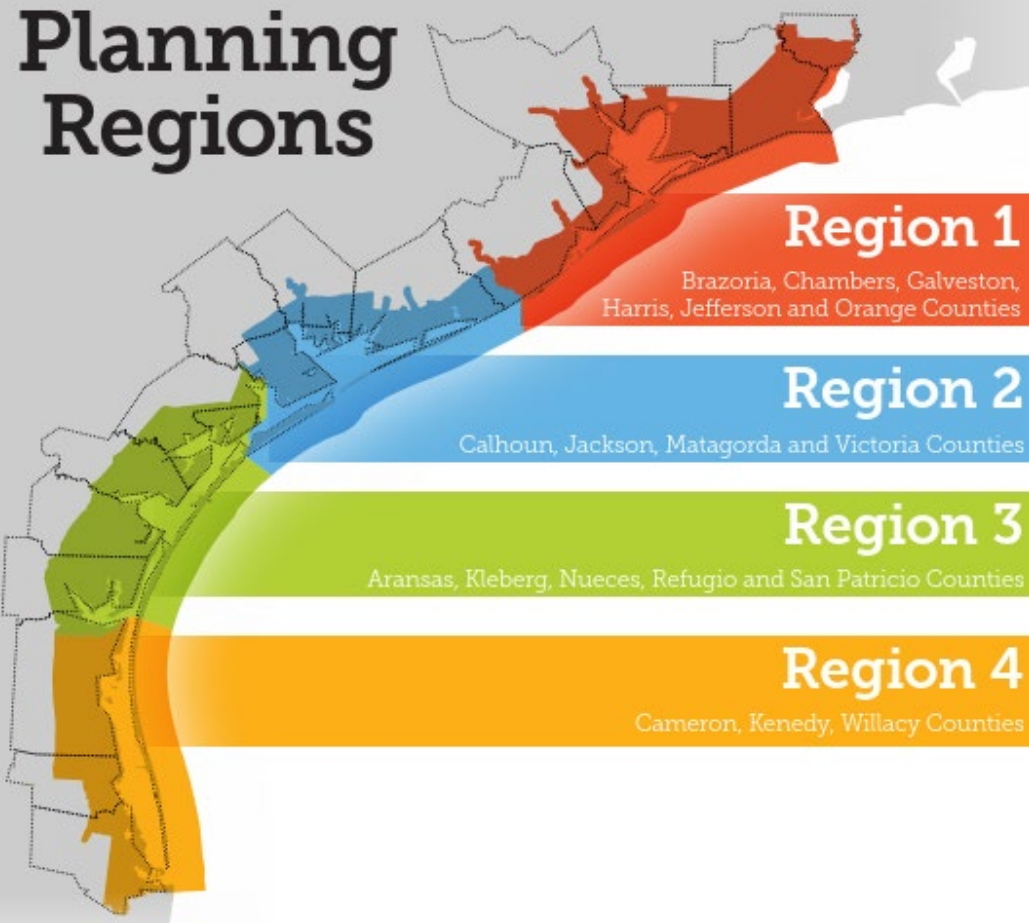 Planning
Regions
Region 1
Brazoria, Chambers, Galveston,
Harris, Jefferson and Orange Counties
Region 2
Calhoun, Jackson, Matagorda and Victoria Counties
Region 3
Aransas, Kleberg, Nueces, Refugio and San Patricio Counties
Region 4
Cameron, Kenedy, Willacy Counties